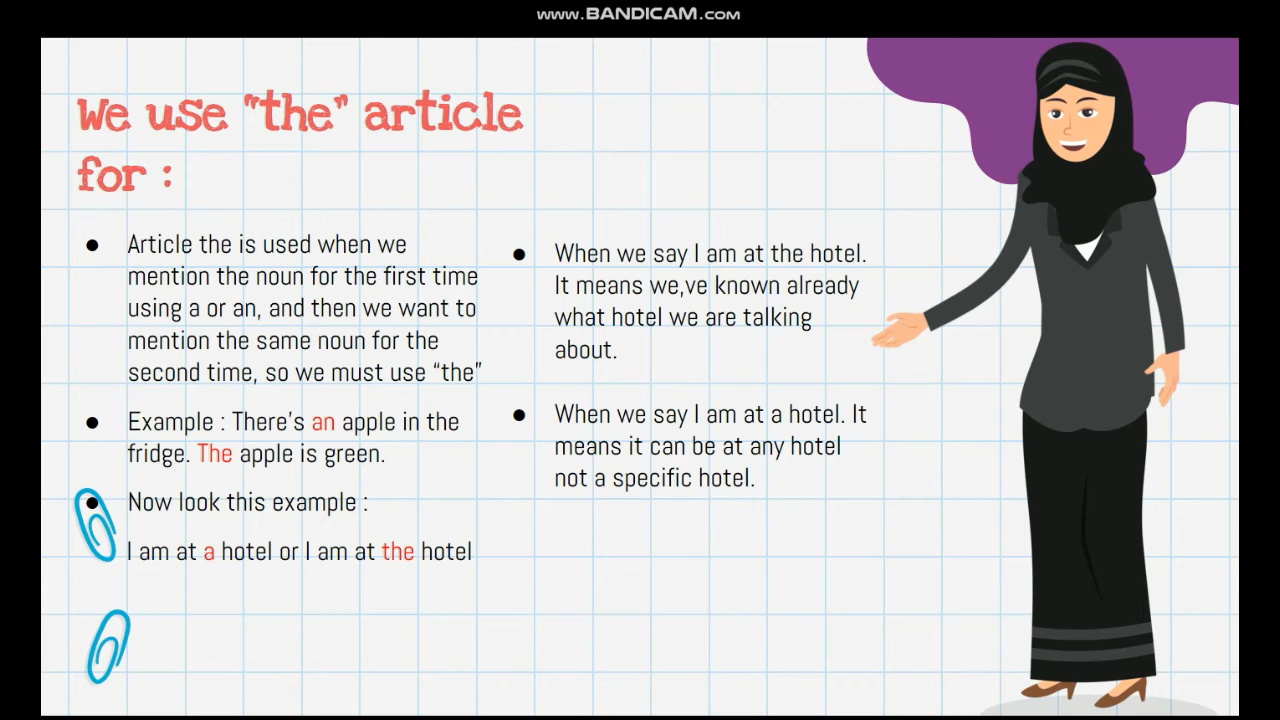 www.BANDICAM.com
We use "the" article
for :
● Article the is used when we
mention the noun for the first time
using a or an, and then we want to
mention the same noun for the
second time, so we must use “the”
● Example : There's an apple in the
fridge. The apple is green.
● Now look this example :
I am at a hotel or I am at the hotel
● When we say I am at the hotel.
It means we,ve known already
what hotel we are talking
about.
● When we say I am at a hotel. It
means it can be at any hotel
not a specific hotel.